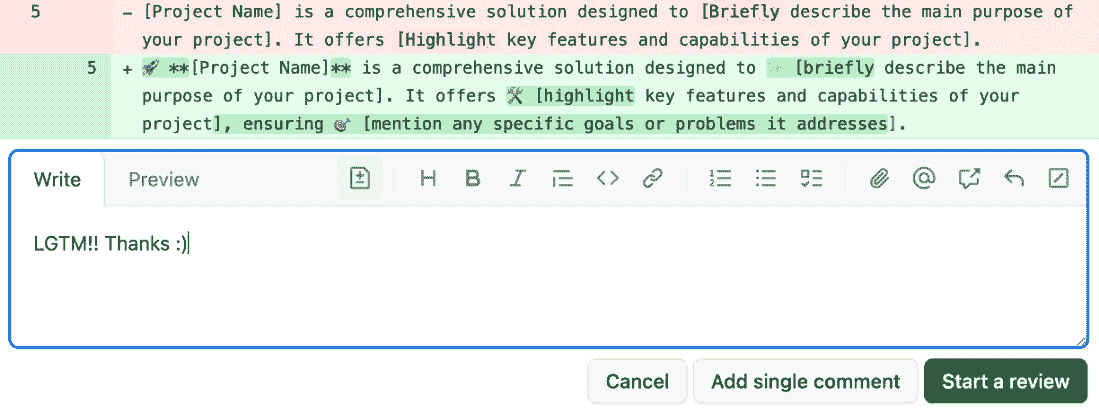 5 - [Project Name] is a comprehensive solution designed to [Briefly describe the main purpose of
your project]. It offers [Highlight key features and capabilities of your project].
5 + 🚀 **[Project Name]** is a comprehensive solution designed to [briefly describe the main
purpose of your project]. It offers 🛠 [highlight key features and capabilities of your
project], ensuring 🎯 [mention any specific goals or problems it addresses].
Write Preview
LGTM!! Thanks :)
Cancel Add single comment Start a review